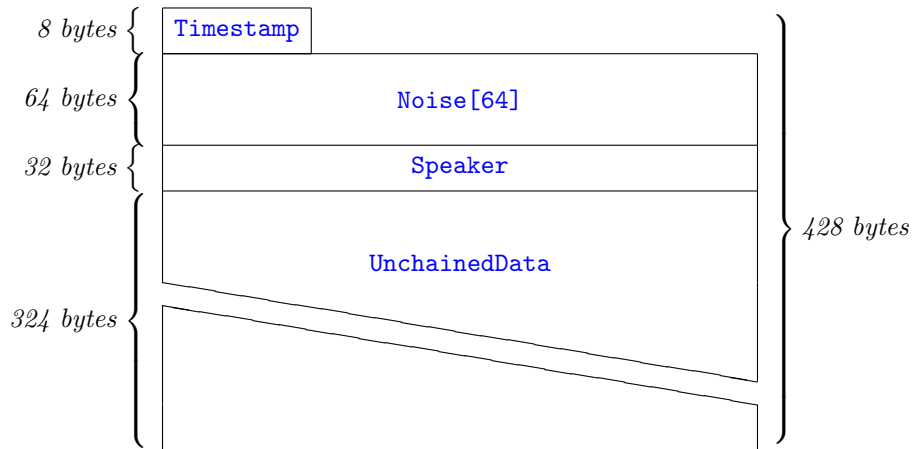 8 bytes
Timestamp
64 bytes
Noise[64]
32 bytes
Speaker
428 bytes
UnchainedData
324 bytes